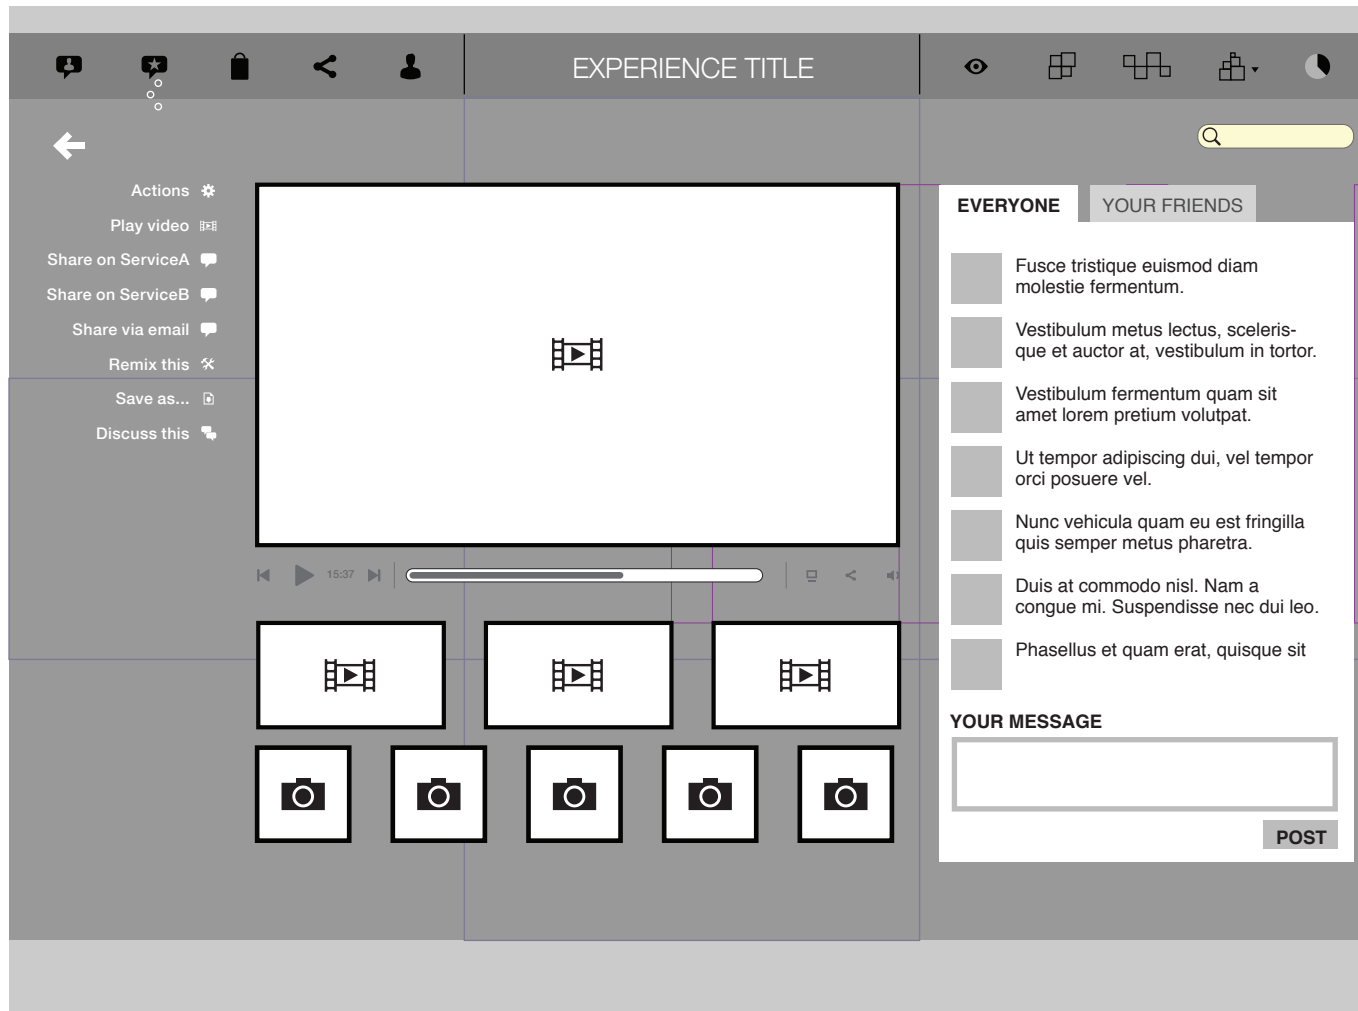 EXPERIENCE TITLE
Actions
Play video
Share on ServiceA
Share on ServiceB
Share via email
Remix this
Save as...
Discuss this
15:37
EVERYONE
YOUR FRIENDS
Fusce tristique euismod diam
molestie fermentum.
Vestibulum metus lectus, sceleris-
que et auctor at, vestibulum in tortor.
Vestibulum fermentum quam sit
amet lorem pretium volutpat.
Ut tempor adipiscing dui, vel tempor
orci posuere vel.
Nunc vehicula quam eu est fringilla
quis semper metus pharetra.
Duis at commodo nisl. Nam a
congue mi. Suspendisse nec dui leo.
Phasellus et quam erat, quisque sit
YOUR MESSAGE
POST